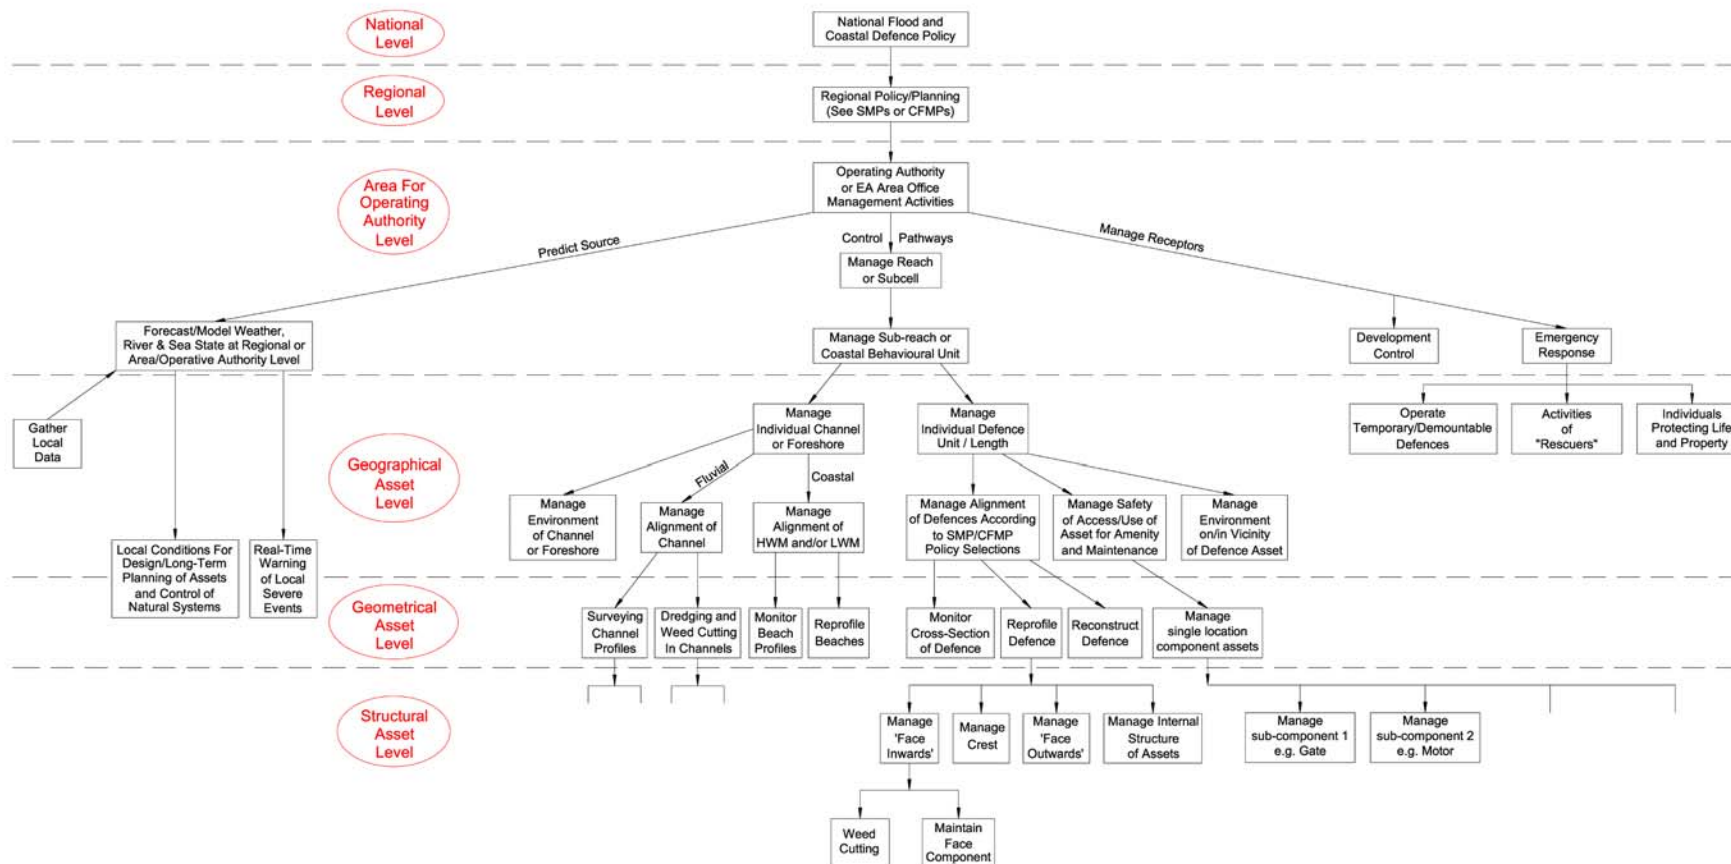 National
Level
National Flood and
Coastal Defence Policy
Regional
Level
Regional Policy/Planning
(See SMPs or CFMPs)
Area For
Operating
Authority
Level
Operating Authority
or EA Area Office
Management Activities
Predict Source
Control Pathways
Manage Receptors
Manage Reach
or Subcell
Forecast/Model Weather,
River & Sea State at Regional or
Area/Operative Authority Level
Manage Sub-reach or
Coastal Behavioural Unit
Development
Control
Emergency
Response
Gather
Local
Data
Geographical
Asset
Level
Manage
Individual Channel
or Foreshore
Manage
Individual Defence
Unit / Length
Operate
Temporary/Demountable
Defences
Activities
of
"Rescuers"
Individuals
Protecting Life
and Property
Fluvial
Coastal
Local Conditions For
Design/Long-Term
Planning of Assets
and Control of
Natural Systems
Real-Time
Warning
of Local
Severe
Events
Manage
Environment
of Channel
or Foreshore
Manage
Alignment of
Channel
Manage
Alignment of
HWM and/or LWM
Manage Alignment
of Defences According
to SMP/CFMP
Policy Selections
Manage Safety
of Access/Use of
Asset for Amenity
and Maintenance
Manage
Environment
on/in Vicinity
of Defence Asset
Geometrical
Asset
Level
Surveying
Channel
Profiles
Dredging and
Weed Cutting
In Channels
Monitor
Beach
Profiles
Reprofile
Beaches
Monitor
Cross-Section
of Defence
Reprofile
Defence
Reconstruct
Defence
Manage
single location
component assets
Structural
Asset
Level
Manage
'Face
Inwards'
Manage
Crest
Manage
'Face
Outwards'
Manage Internal
Structure
of Assets
Manage
sub-component 1
e.g. Gate
Manage
sub-component 2
e.g. Motor
Weed
Cutting
Maintain
Face
Component